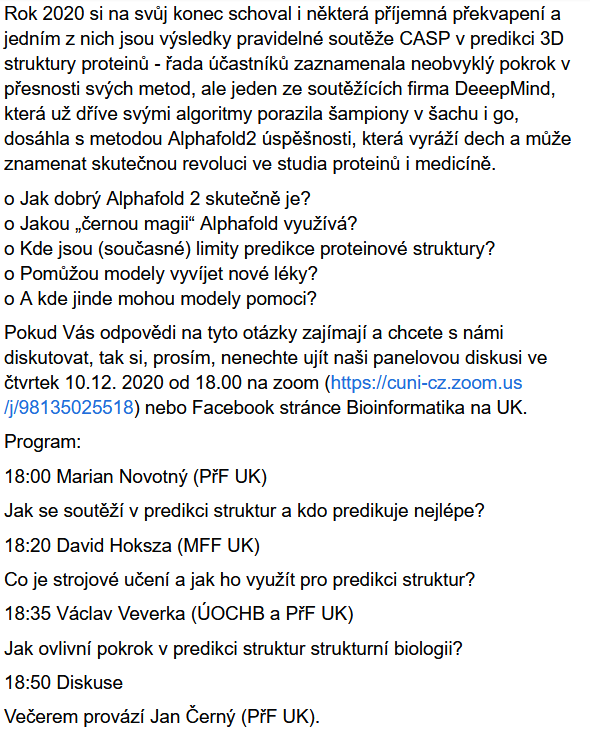 Rok 2020 si na svůj konec schoval i některá příjemná překvapení a
jedním z nich jsou výsledky pravidelné soutěže CASP v predikci 3D
struktury proteinů - řada účastníků zaznamenala neobvyklý pokrok v
přesnosti svých metod, ale jeden ze soutěžících firma DeeepMind,
která už dříve svými algoritmy porazila šampiony v šachu i go,
dosáhla s metodou Alphafold2 úspěšnosti, která vyráží dech a může
znamenat skutečnou revoluci ve studia proteinů i medicíně.
o Jak dobrý Alphafold 2 skutečně je?
o Jakou „černou magii“ Alphafold využívá?
o Kde jsou (současné) limity predikce proteinové struktury?
o Pomůžou modely vyvíjet nové léky?
o A kde jinde mohou modely pomoci?
Pokud Vás odpovědi na tyto otázky zajímají a chcete s námi
diskutovat, tak si, prosím, nenechte ujít naši panelovou diskusi ve
čtvrtek 10.12. 2020 od 18.00 na zoom (https://cuni-cz.zoom.us
/j/98135025518) nebo Facebook stránce Bioinformatika na UK.
Program:
18:00 Marian Novotný (PřF UK)
Jak se soutěží v predikci struktur a kdo predikuje nejlépe?
18:20 David Hoksza (MFF UK)
Co je strojové učení a jak ho využít pro predikci struktur?
18:35 Václav Veverka (ÚOCHB a PřF UK)
Jak ovlivní pokrok v predikci struktur strukturní biologii?
18:50 Diskuse
Večerem provází Jan Černý (PřF UK).